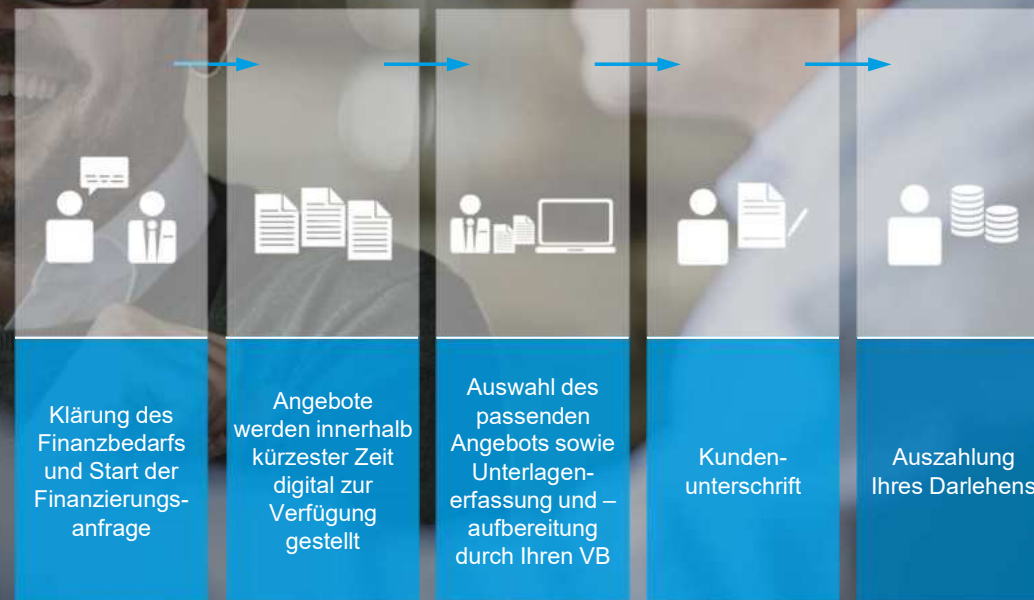 Klärung des
Finanzbedarfs
und Start der
Finanzierungs-
anfrage
Angebote
werden innerhalb
kürzester Zeit
digital zur
Verfügung
gestellt
Auswahl des
passenden
Angebots sowie
Unterlagen-
erfassung und –
aufbereitung
durch Ihren VB
Kunden-
unterschrift
Auszahlung
Ihres Darlehens